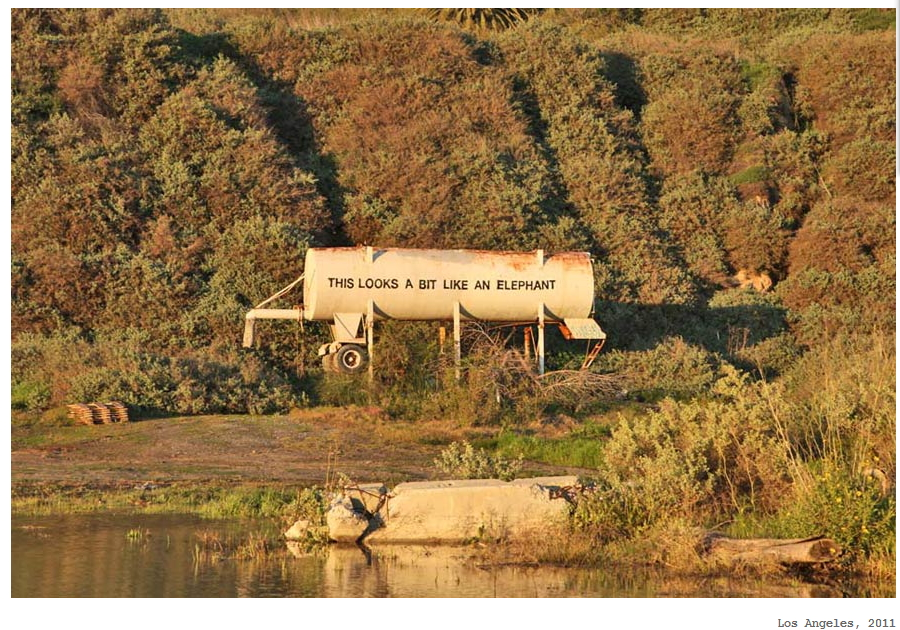 THIS LOOKS A BIT LIKE AN ELEPHANT
Los Angeles, 2011